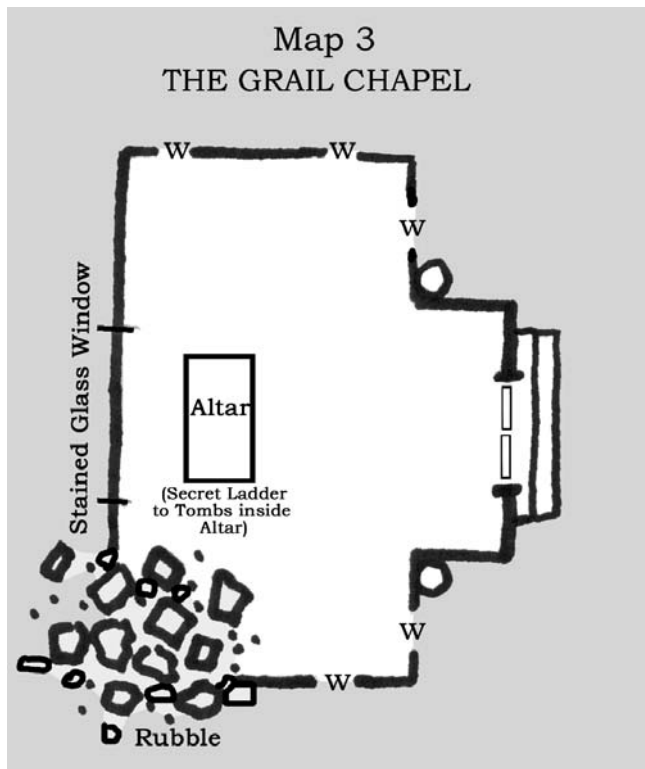 Map 3
THE GRAIL CHAPEL
W
W
W
Stained Glass Window
Altar
(Secret Ladder
to Tombs inside
Altar)
W
W
Rubble